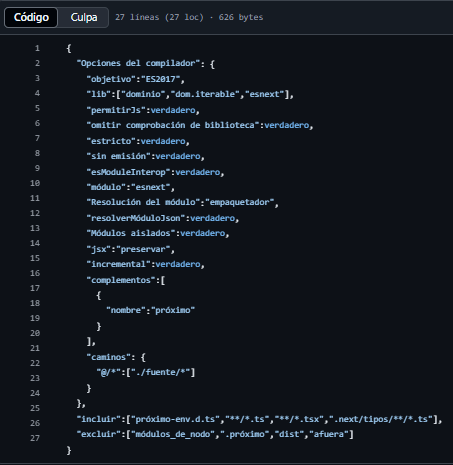 Código Culpa 27 líneas (27 loc) · 626 bytes
1 {
2 "Opciones del compilador": {
3 "objetivo":"ES2017",
4 "lib":["dominio","dom.iterable","esnext"],
5 "permitirJs":verdadero,
6 "omitir comprobación de biblioteca":verdadero,
7 "estricto":verdadero,
8 "sin emisión":verdadero,
9 "esModuleInterop":verdadero,
10 "módulo":"esnext",
11 "Resolución del módulo":"empaquetador",
12 "resolverMóduloJson":verdadero,
13 "Módulos aislados":verdadero,
14 "jsx":"preservar",
15 "incremental":verdadero,
16 "complementos":[
17 {
18 "nombre":"próximo"
19 }
20 ],
21 "caminos": {
22 "@/*":["./fuente/*"]
23 }
24 },
25 "incluir":["próximo-env.d.ts","**/*.ts","**/*.tsx",".next/tipos/**/*.ts"],
26 "excluir":["módulos_de_nodo",".próximo","dist","afuera"]
27 }